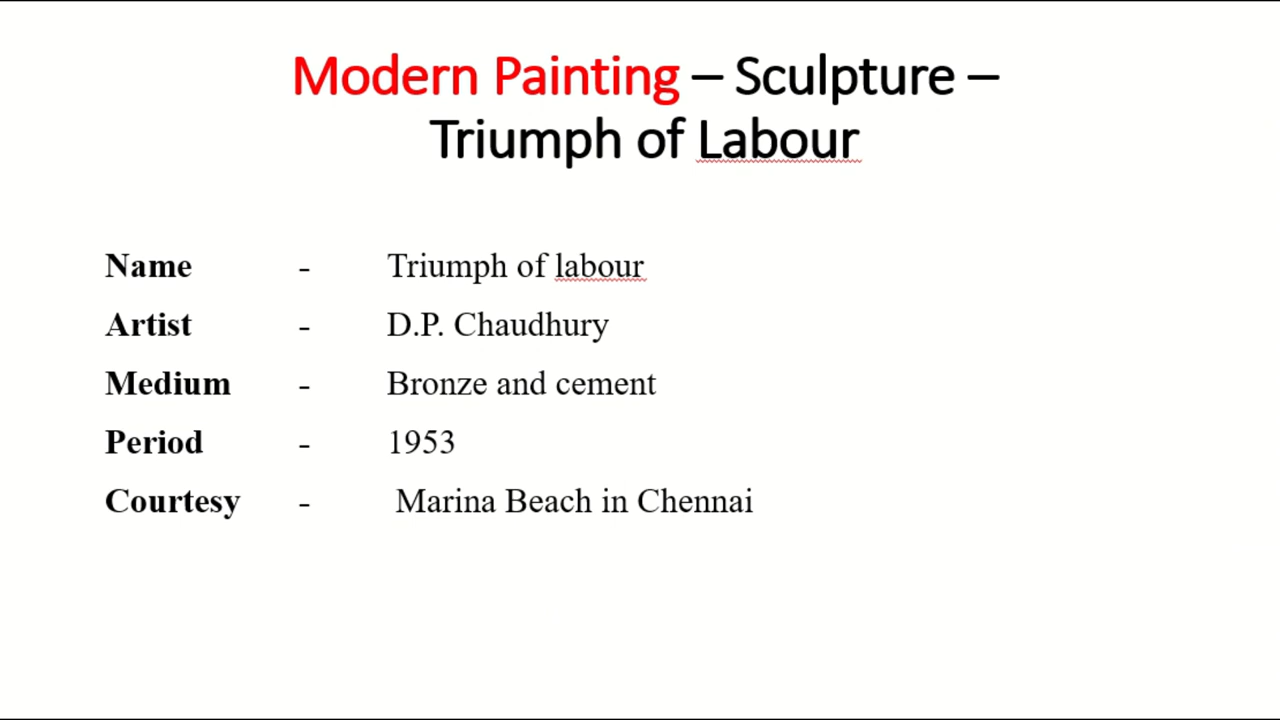 Modern Painting – Sculpture –
Triumph of Labour
Name - Triumph of labour
Artist - D.P. Chaudhury
Medium - Bronze and cement
Period - 1953
Courtesy - Marina Beach in Chennai